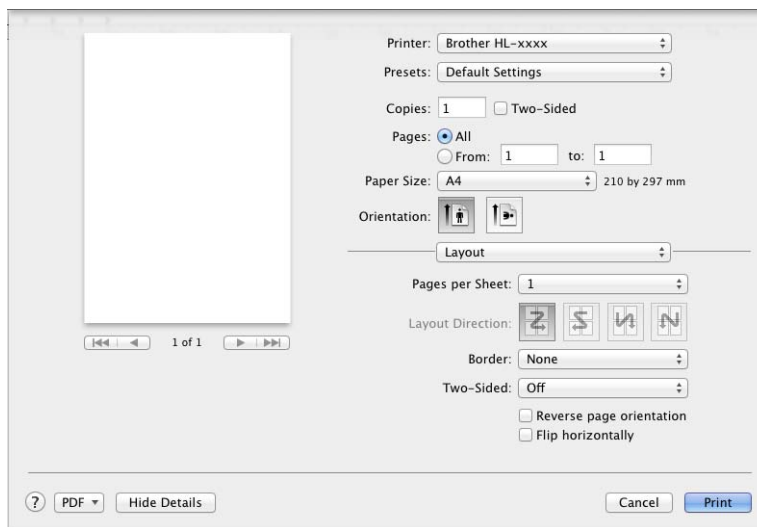 Printer: Brother HL-xxxx
Presets: Default Settings
Copies: 1 Two-Sided
Pages: All
From: 1 to: 1
Paper Size: A4 210 by 297 mm
Orientation:
Layout
Pages per Sheet: 1
Layout Direction:
1 of 1
Border: None
Two-Sided: Off
Reverse page orientation
Flip horizontally
? PDF Hide Details Cancel Print